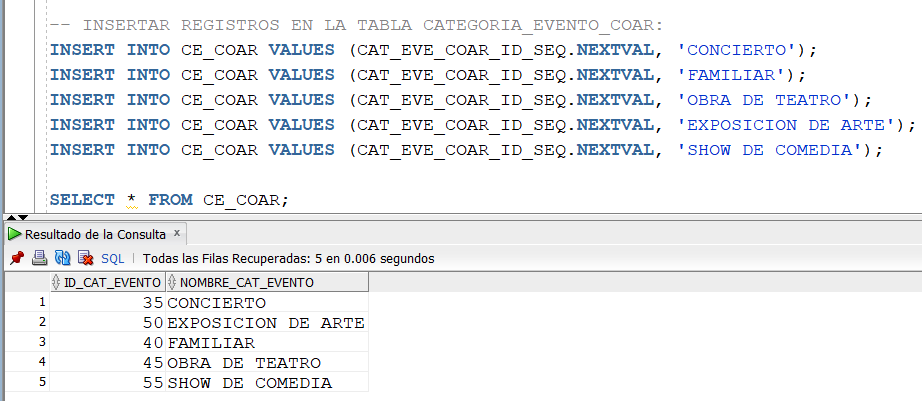 -- INSERTAR REGISTROS EN LA TABLA CATEGORIA_EVENTO_COAR:
INSERT INTO CE_COAR VALUES (CAT_EVE_COAR_ID_SEQ.NEXTVAL, 'CONCIERTO');
INSERT INTO CE_COAR VALUES (CAT_EVE_COAR_ID_SEQ.NEXTVAL, 'FAMILIAR');
INSERT INTO CE_COAR VALUES (CAT_EVE_COAR_ID_SEQ.NEXTVAL, 'OBRA DE TEATRO');
INSERT INTO CE_COAR VALUES (CAT_EVE_COAR_ID_SEQ.NEXTVAL, 'EXPOSICION DE ARTE');
INSERT INTO CE_COAR VALUES (CAT_EVE_COAR_ID_SEQ.NEXTVAL, 'SHOW DE COMEDIA');
SELECT * FROM CE_COAR;
Resultado de la Consulta x
SQL | Todas las Filas Recuperadas: 5 en 0.006 segundos
ID_CAT_EVENTO NOMBRE_CAT_EVENTO
1 35 CONCIERTO
2 50 EXPOSICION DE ARTE
3 40 FAMILIAR
4 45 OBRA DE TEATRO
5 55 SHOW DE COMEDIA